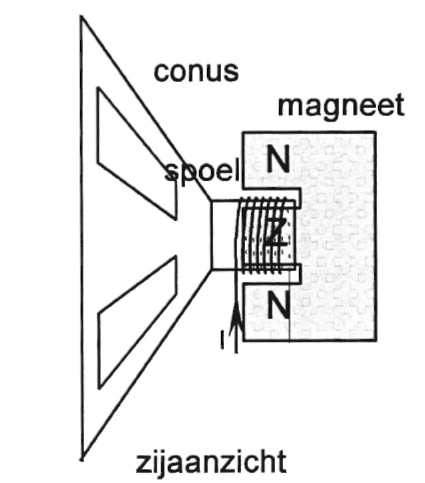 conus
magneet
N
spoel
Z
N
I
zijaanzicht